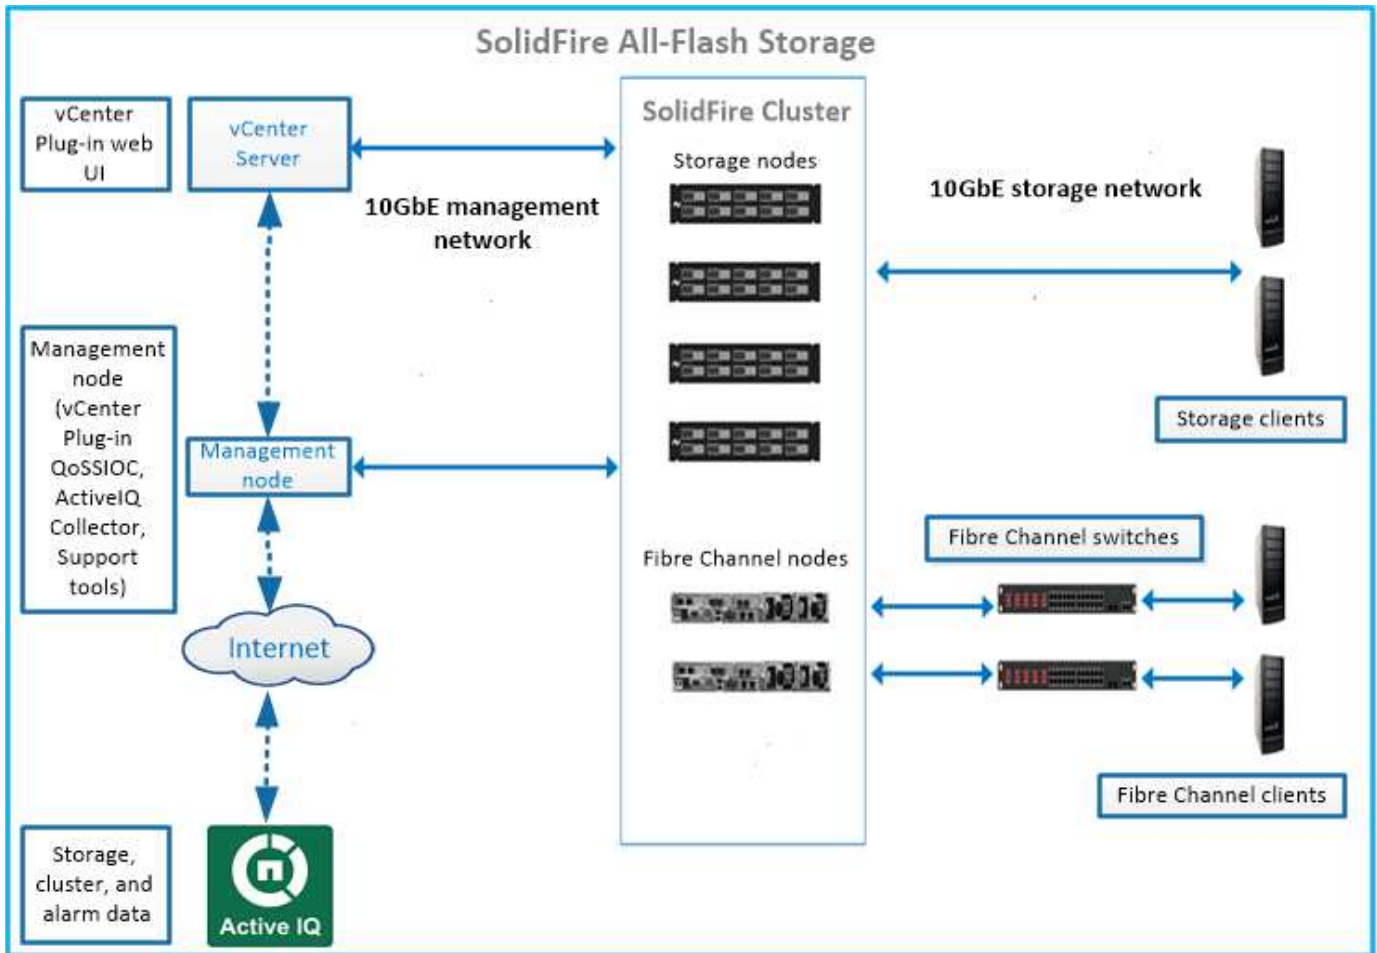 SolidFire All-Flash Storage
vCenter
Plug-in web
UI
vCenter
Server
10GbE management
network
SolidFire Cluster
Storage nodes
10GbE storage network
Storage clients
Management
node
(vCenter
Plug-in
QoSSIOC,
ActiveIQ
Collector,
Support
tools)
Management
node
Fibre Channel nodes
Fibre Channel switches
Fibre Channel clients
Internet
Storage,
cluster, and
alarm data
Active IQ